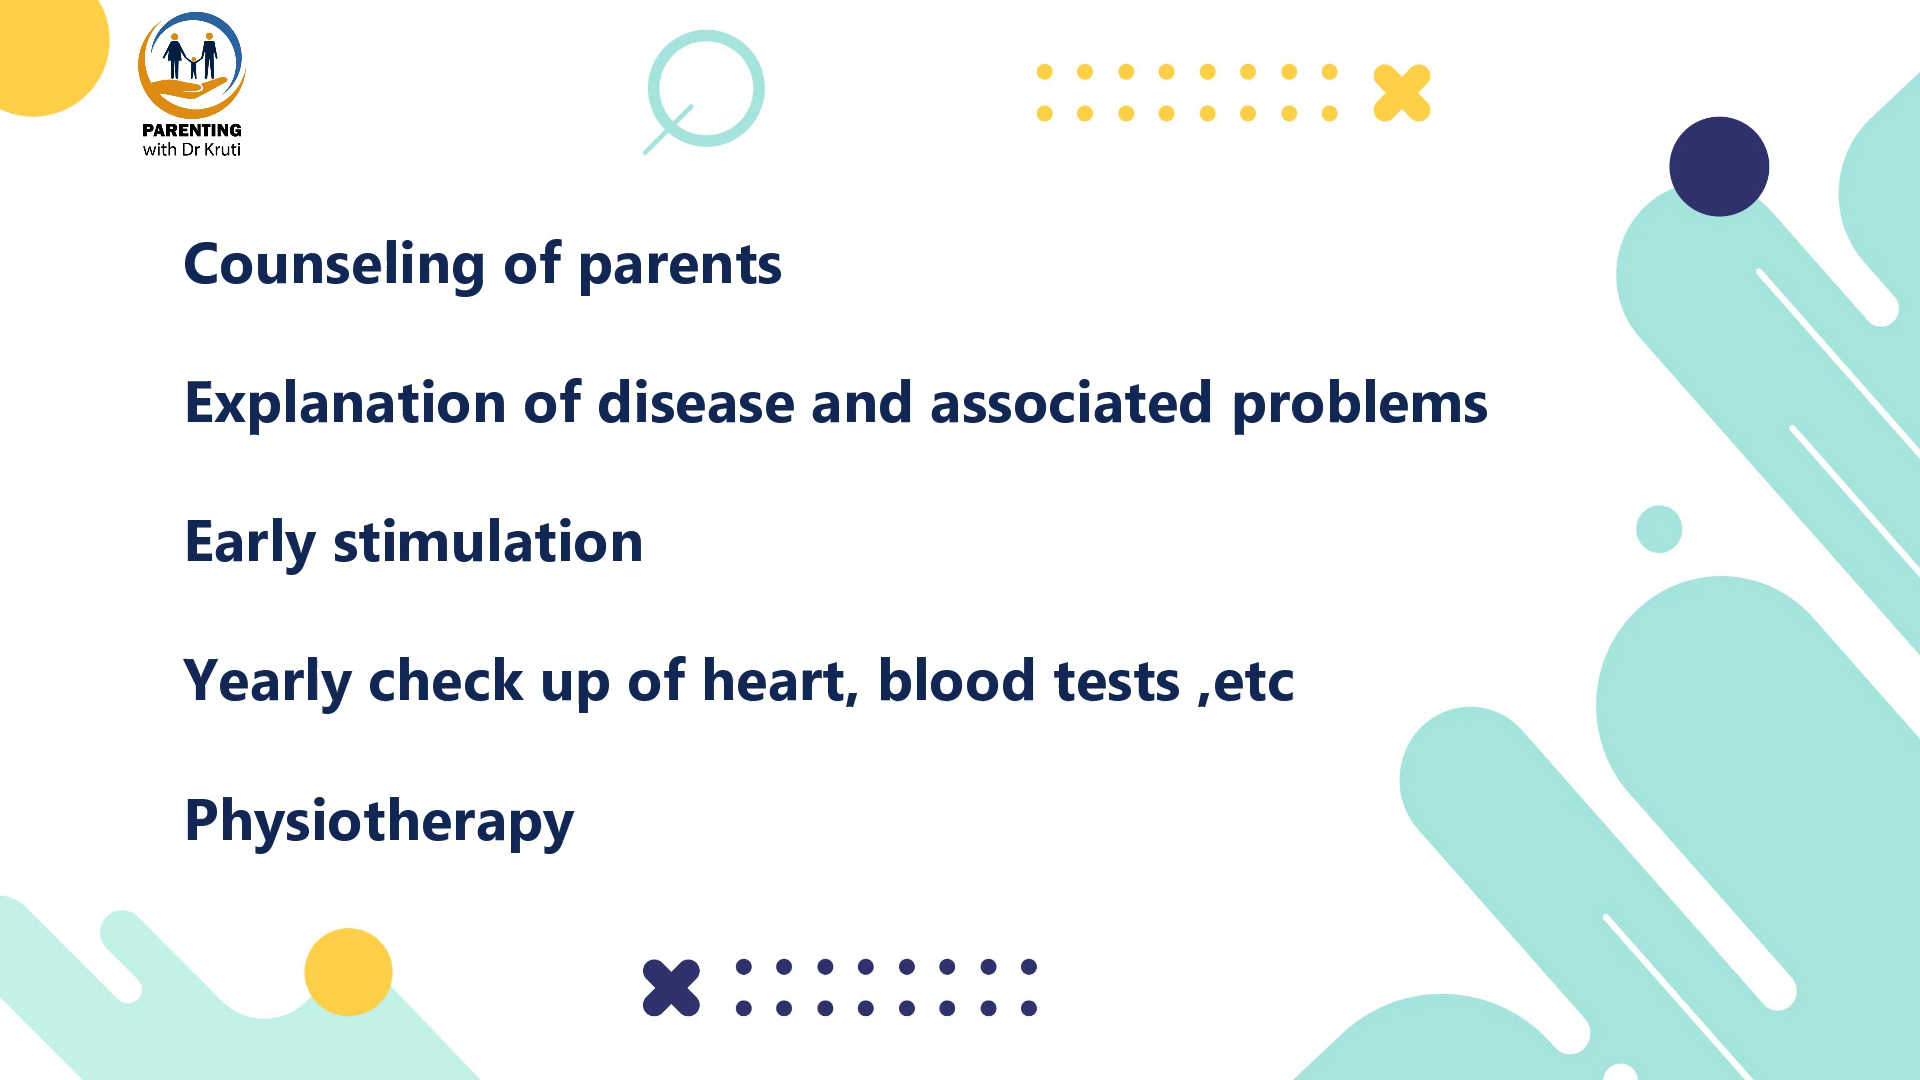 PARENTING
with Dr Kruti
Counseling of parents
Explanation of disease and associated problems
Early stimulation
Yearly check up of heart, blood tests ,etc
Physiotherapy